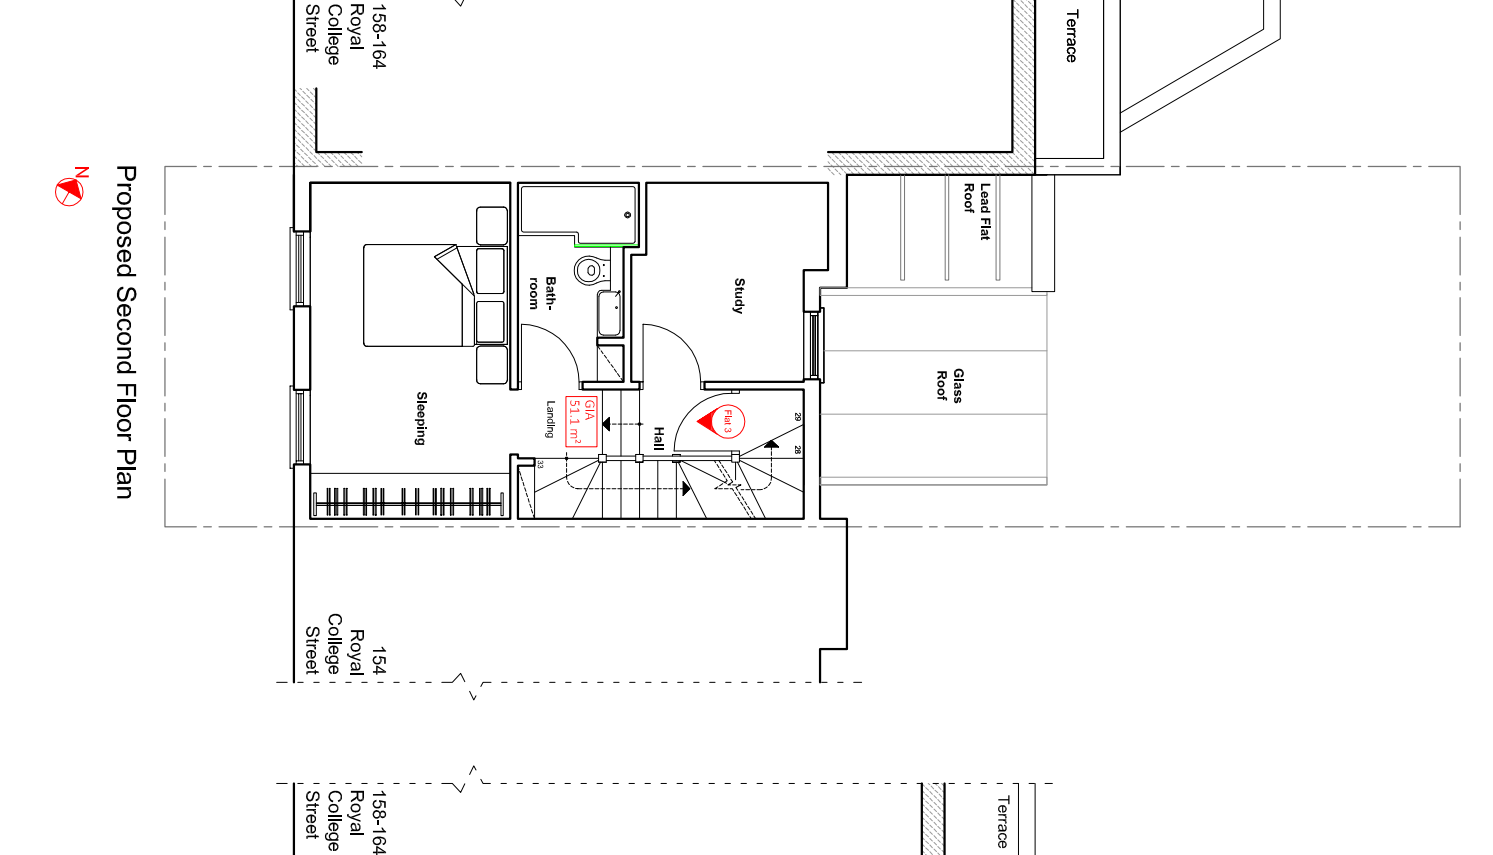 158-164
Royal
College
Street
Terrace
N
Proposed Second Floor Plan
Lead Flat
Roof
Study
Bath-
room
Glass
Roof
Sleeping
Landing
GIA
51.1 m²
Hall
Flat 3
29
28
33
154
Royal
College
Street
158-164
Royal
College
Street
Terrace